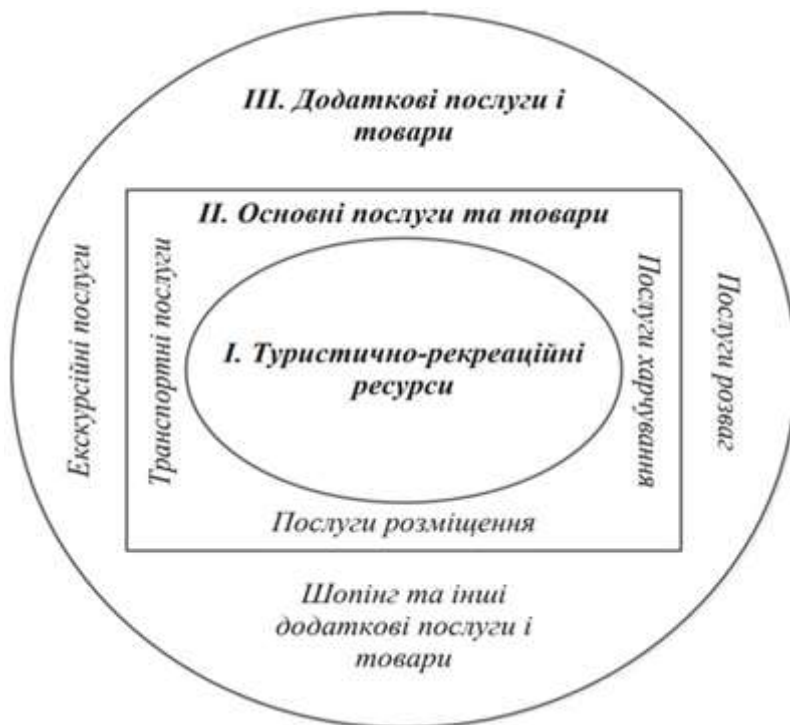 III. Додаткові послуги і
товари
II. Основні послуги та товари
Екскурсійні послуги
Транспортні послуги
I. Туристично-рекреаційні
ресурси
Послуги харчування
Послуги розваг
Послуги розміщення
Шопінг та інші
додаткові послуги і
товари